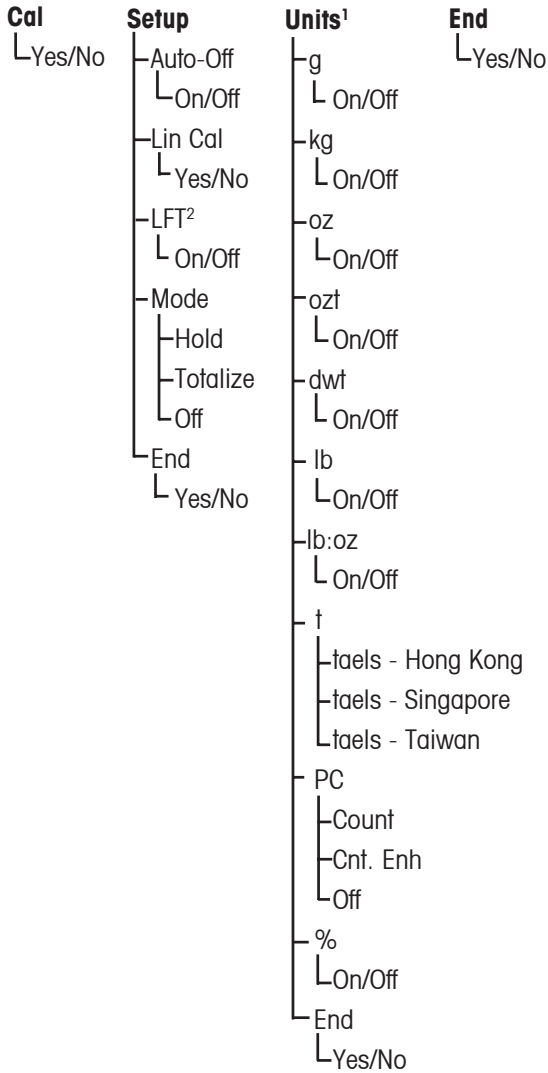 Cal
Yes/No
Setup
Auto-Off
On/Off
Lin Cal
Yes/No
LFT²
On/Off
Mode
Hold
Totalize
Off
End
Yes/No
Units¹
g
On/Off
kg
On/Off
oz
On/Off
ozt
On/Off
dwt
On/Off
lb
On/Off
lb:oz
On/Off
t
taels - Hong Kong
taels - Singapore
taels - Taiwan
PC
Count
Cnt. Enh
Off
%
On/Off
End
Yes/No
End
Yes/No